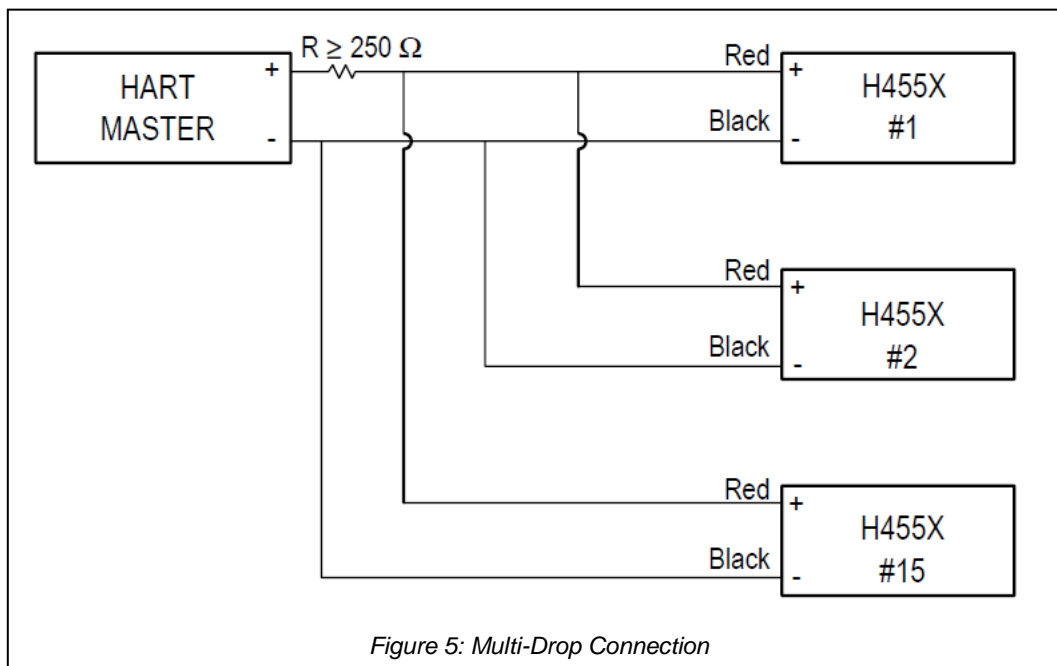 R ≥ 250 Ω
HART
MASTER
+
-
Red
Black
+
-
H455X
#1
Red
Black
+
-
H455X
#2
Red
Black
+
-
H455X
#15
Figure 5: Multi-Drop Connection